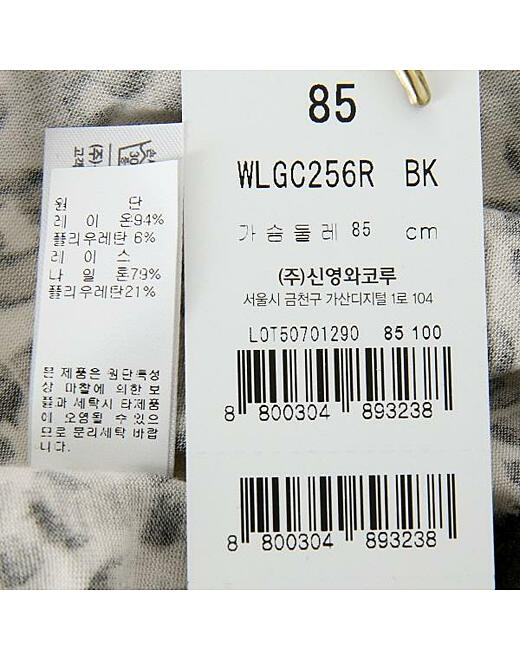 원 단
레 이 온94%
폴리우레탄 6%
레 이 스
나 일 론79%
폴리우레탄21%
본 제품은 원단특성
상 마찰에 의한 보
풀과 세탁시 타제품
에 오염될 수 있으
므로 분리세탁 바랍
니다.
85
WLGC256R BK
가슴둘레 85 cm
(주)신영와코루
서울시 금천구 가산디지털 1로 104
LOT50701290 85 100
8 800304 893238
8 800304 893238